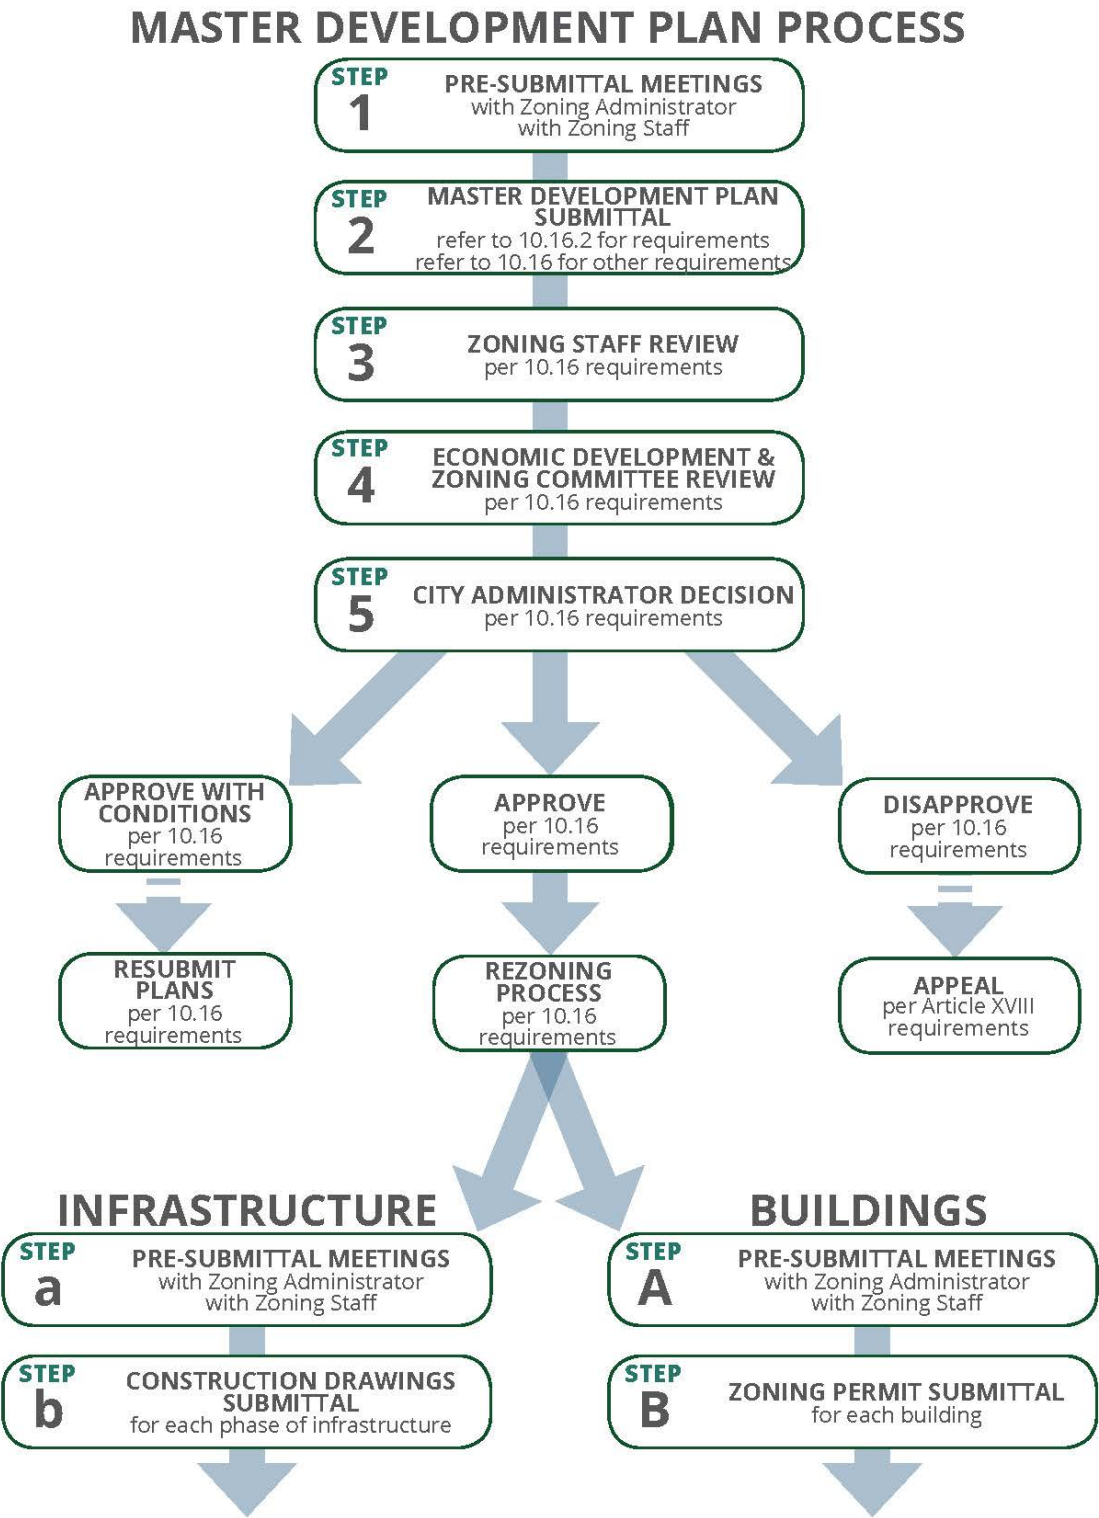 MASTER DEVELOPMENT PLAN PROCESS
STEP
1
PRE-SUBMITTAL MEETINGS
with Zoning Administrator
with Zoning Staff
STEP
2
MASTER DEVELOPMENT PLAN
SUBMITTAL
refer to 10.16.2 for requirements
refer to 10.16 for other requirements
STEP
3
ZONING STAFF REVIEW
per 10.16 requirements
STEP
4
ECONOMIC DEVELOPMENT &
ZONING COMMITTEE REVIEW
per 10.16 requirements
STEP
5
CITY ADMINISTRATOR DECISION
per 10.16 requirements
APPROVE WITH
CONDITIONS
per 10.16
requirements
APPROVE
per 10.16
requirements
DISAPPROVE
per 10.16
requirements
RESUBMIT
PLANS
per 10.16
requirements
REZONING
PROCESS
per 10.16
requirements
APPEAL
per Article XVIII
requirements
INFRASTRUCTURE
STEP
a
PRE-SUBMITTAL MEETINGS
with Zoning Administrator
with Zoning Staff
STEP
b
CONSTRUCTION DRAWINGS
SUBMITTAL
for each phase of infrastructure
BUILDINGS
STEP
A
PRE-SUBMITTAL MEETINGS
with Zoning Administrator
with Zoning Staff
STEP
B
ZONING PERMIT SUBMITTAL
for each building